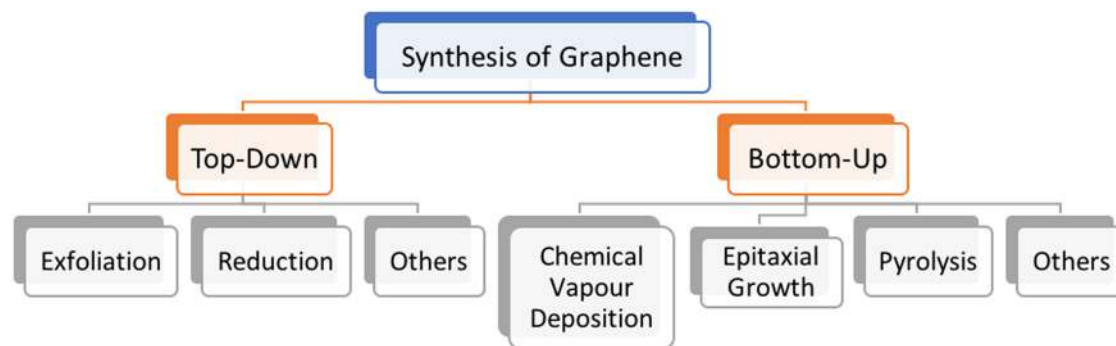 Synthesis of Graphene
Top-Down
Bottom-Up
Exfoliation
Reduction
Others
Chemical
Vapour
Deposition
Epitaxial
Growth
Pyrolysis
Others